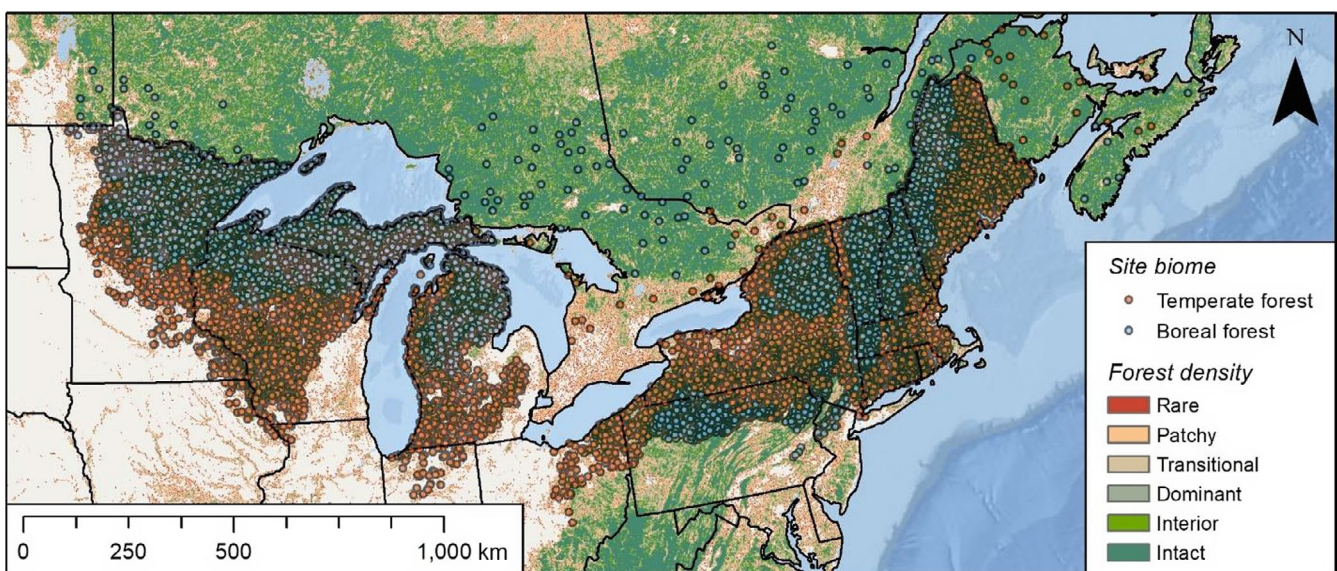 N
Site biome
Temperate forest
Boreal forest
Forest density
Rare
Patchy
Transitional
Dominant
Interior
Intact
0 250 500 1,000 km